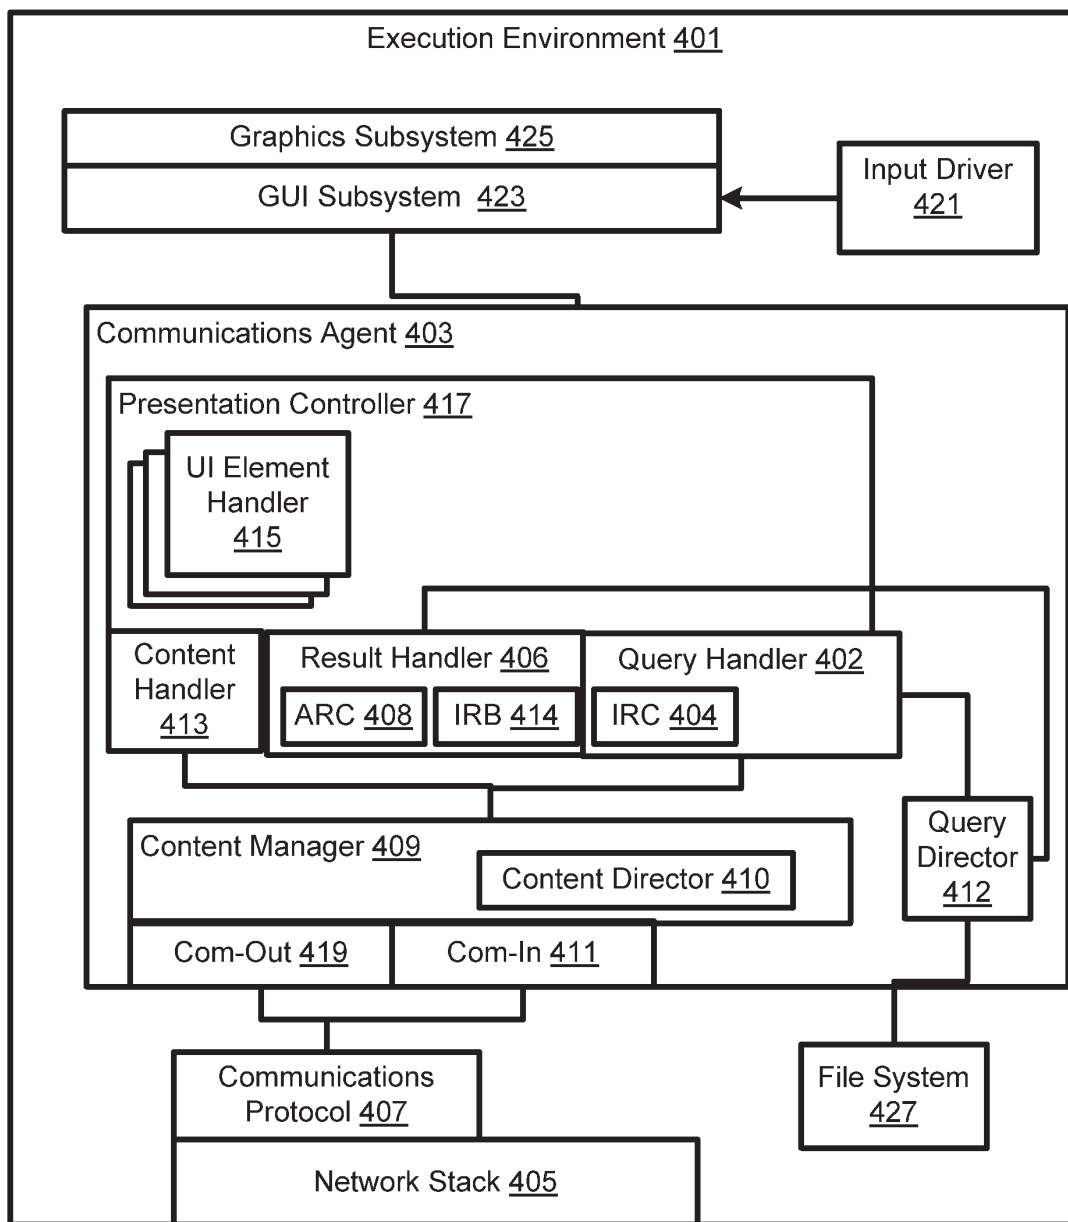 Execution Environment 401
Graphics Subsystem 425
GUI Subsystem 423
Input Driver
421
Communications Agent 403
Presentation Controller 417
UI Element
Handler
415
Content
Handler
413
Result Handler 406
ARC 408
IRB 414
Query Handler 402
IRC 404
Content Manager 409
Content Director 410
Query
Director
412
Com-Out 419
Com-In 411
Communications
Protocol 407
File System
427
Network Stack 405